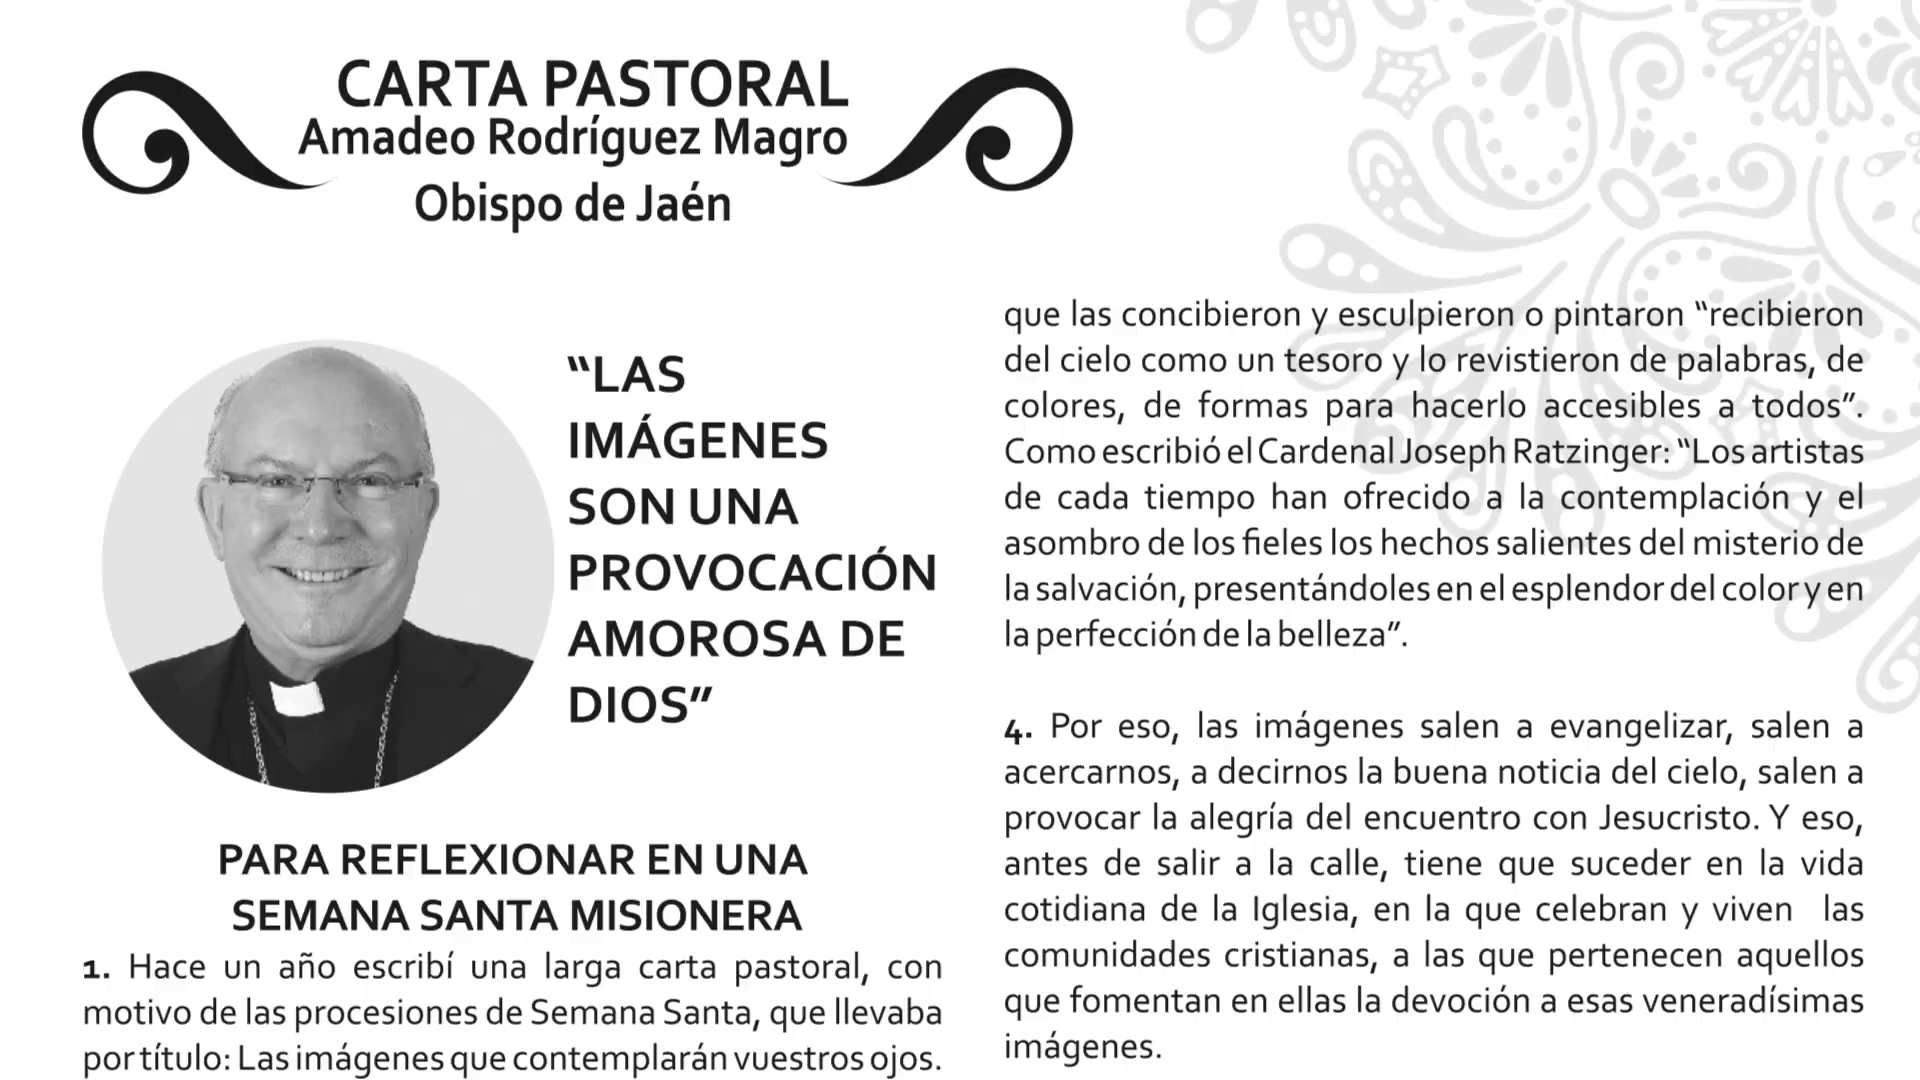 CARTA PASTORAL
Amadeo Rodríguez Magro
Obispo de Jaén
“LAS
IMÁGENES
SON UNA
PROVOCACIÓN
AMOROSA DE
DIOS”
PARA REFLEXIONAR EN UNA
SEMANA SANTA MISIONERA
1. Hace un año escribí una larga carta pastoral, con
motivo de las procesiones de Semana Santa, que llevaba
por título: Las imágenes que contemplarán vuestros ojos.
que las concibieron y esculpieron o pintaron “recibieron
del cielo como un tesoro y lo revistieron de palabras, de
colores, de formas para hacerlo accesibles a todos”.
Como escribió el Cardenal Joseph Ratzinger: “Los artistas
de cada tiempo han ofrecido a la contemplación y el
asombro de los fieles los hechos salientes del misterio de
la salvación, presentándoles en el esplendor del color y en
la perfección de la belleza”.
4. Por eso, las imágenes salen a evangelizar, salen a
acercarnos, a decirnos la buena noticia del cielo, salen a
provocar la alegría del encuentro con Jesucristo. Y eso,
antes de salir a la calle, tiene que suceder en la vida
cotidiana de la Iglesia, en la que celebran y viven las
comunidades cristianas, a las que pertenecen aquellos
que fomentan en ellas la devoción a esas veneradísimas
imágenes.